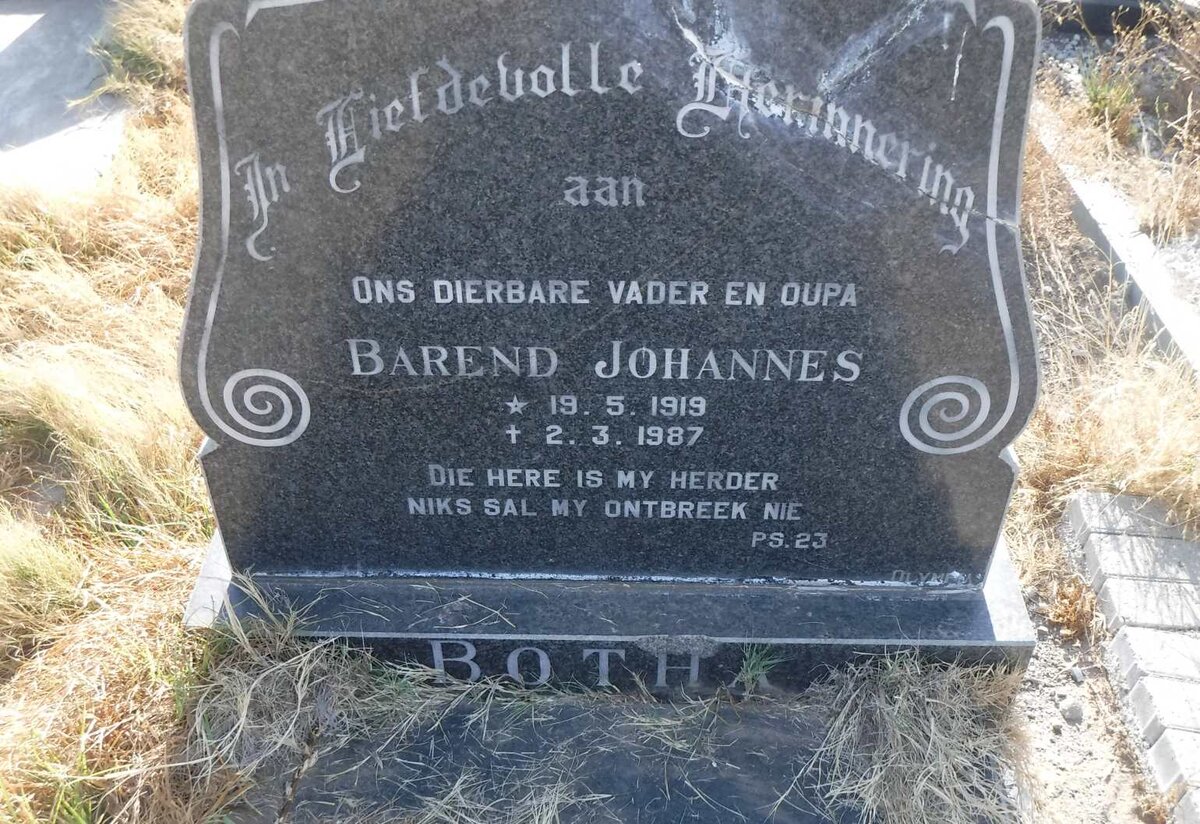 In Liefdevolle Herinnering
aan
ONS DIERBARE VADER EN OUPA
BAREND JOHANNES
★ 19. 5. 1919
✝ 2. 3. 1987
DIE HERE IS MY HERDER
NIKS SAL MY ONTBREEK NIE
PS.23
BOTH